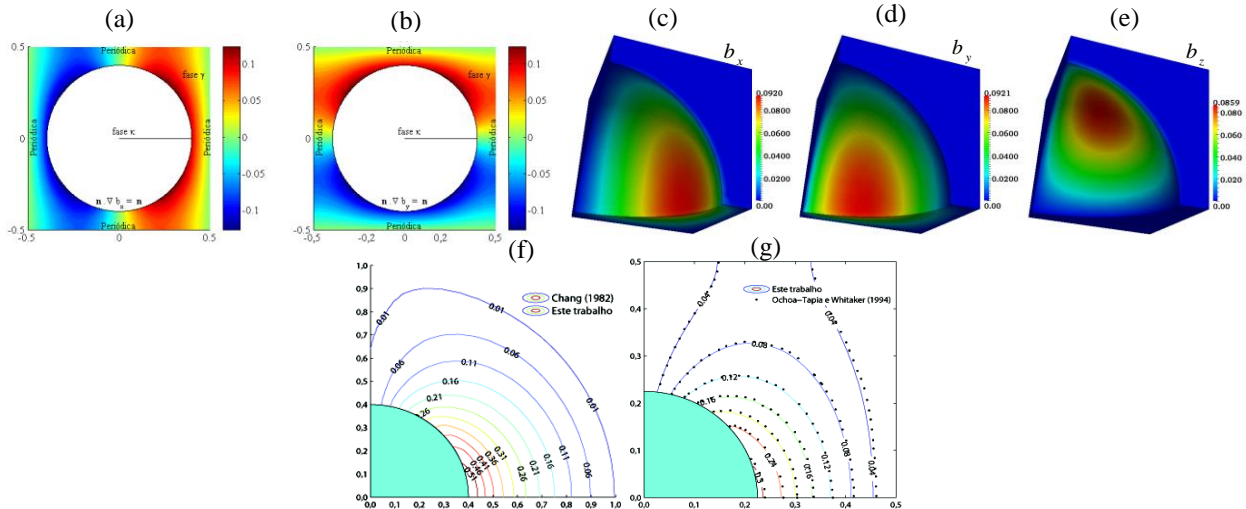 (a)
(b)
(c)
(d)
(e)
0.5
0
-0.5
-0.5
0
0.5
Periódica
Periódica
Periódica
Periódica
fase γ
fase κ
n . ∇ bx = n
0.1
0.05
0
-0.05
-0.1
0.5
0
-0.5
-0,5
0
0,5
Periódica
Periódica
Periódica
Periódica
fase γ
fase κ
n . ∇ by = n
0.1
0.05
0
-0.05
-0.1
bx
0.0920
0.0800
0.0600
0.0400
0.0200
0.00
by
0.0921
0.0800
0.0600
0.0400
0.0200
0.00
bz
0.0859
0.080
0.060
0.040
0.020
0.00
(f)
(g)
1,0
0,9
0,8
0,7
0,6
0,5
0,4
0,3
0,2
0,1
0,0
0,0 0,1 0,2 0,3 0,4 0,5 0,6 0,7 0,8 0,9 1,0
Chang (1982)
Este trabalho
0.01
0.01
0.01
0.06
0.06
0.06
0.11
0.11
0.16
0.16
0.21
0.21
.26
0.26
0.31
0.36
0.41
0.46
0.51
0,5
0,4
0,3
0,2
0,1
0,0
0,0 0,1 0,2 0,3 0,4 0,5
Este trabalho
Ochoa-Tapia e Whitaker (1994)
0.04
0.04
0.04
0.08
0.08
0.12
0.12
0.16
0.16
0.24
0.3